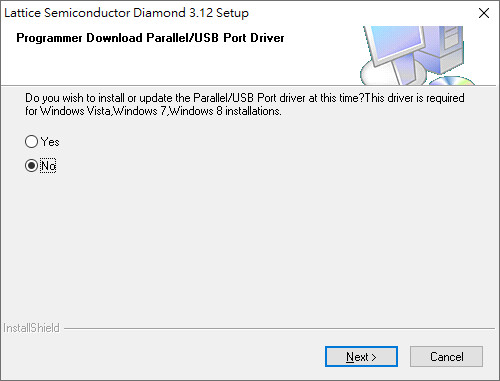 Lattice Semiconductor Diamond 3.12 Setup
Programmer Download Parallel/USB Port Driver
Do you wish to install or update the Parallel/USB Port driver at this time?This driver is required
for Windows Vista,Windows 7,Windows 8 installations.
Yes
No
InstallShield
Next >
Cancel